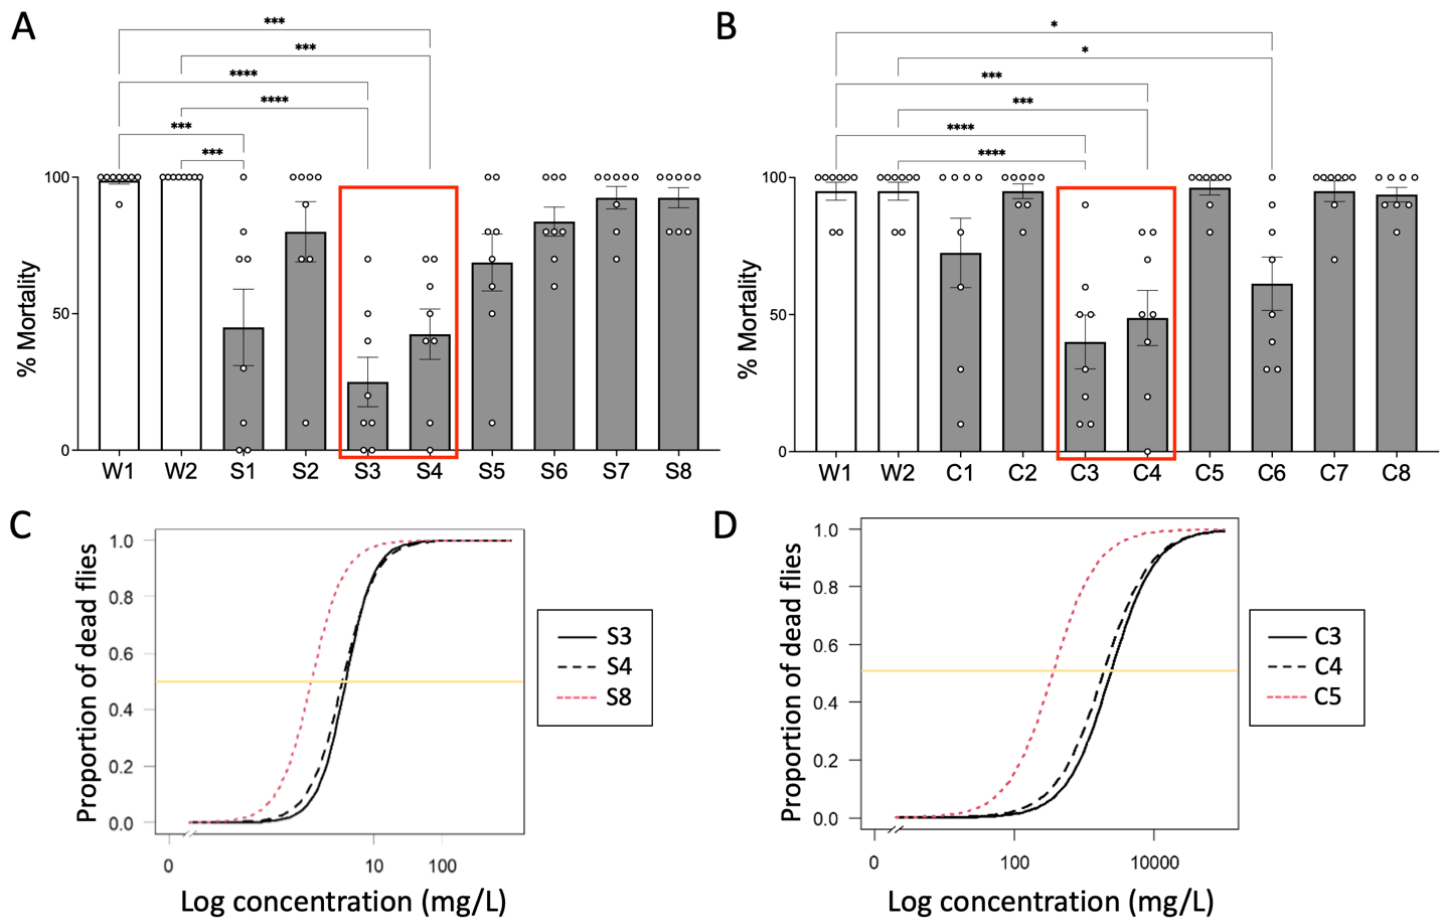 A
B
***
***
****
****
***
***
*
*
***
***
****
****
100
50
0
% Mortality
W1 W2 S1 S2 S3 S4 S5 S6 S7 S8
100
50
0
% Mortality
W1 W2 C1 C2 C3 C4 C5 C6 C7 C8
C
D
1.0
0.8
0.6
0.4
0.2
0.0
Proportion of dead flies
0 10 100
Log concentration (mg/L)
S3
S4
S8
1.0
0.8
0.6
0.4
0.2
0.0
Proportion of dead flies
0 100 10000
Log concentration (mg/L)
C3
C4
C5